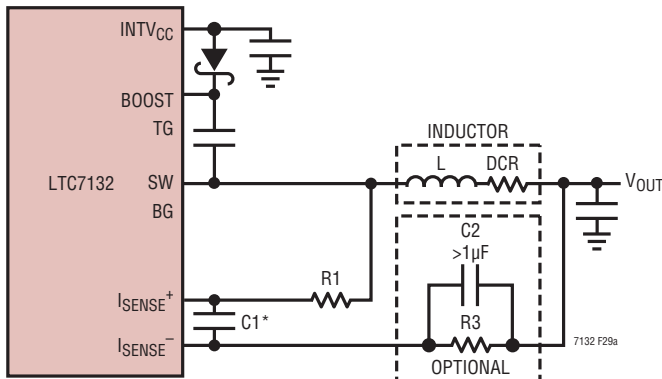 INTVCC
BOOST
TG
LTC7132
SW
BG
ISENSE+
C1*
ISENSE–
R1
INDUCTOR
L
DCR
VOUT
C2
>1µF
R3
OPTIONAL
7132 F29a